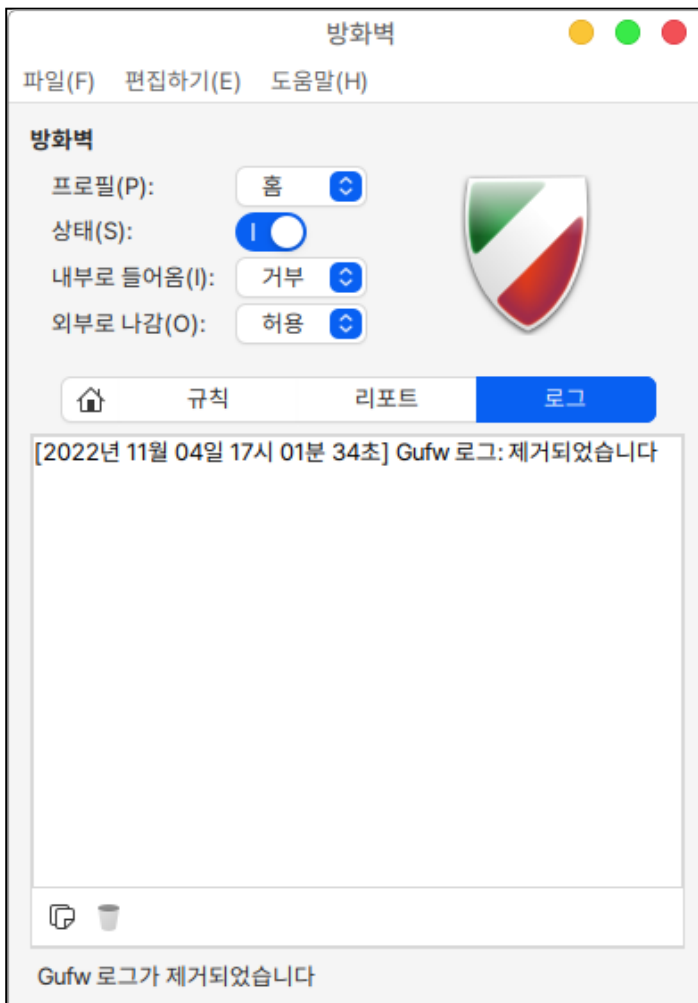 방화벽
파일(F) 편집하기(E) 도움말(H)
방화벽
프로필(P): 홈
상태(S):
내부로 들어옴(I): 거부
외부로 나감(O): 허용
규칙 리포트 로그
[2022년 11월 04일 17시 01분 34초] Gufw 로그: 제거되었습니다
Gufw 로그가 제거되었습니다